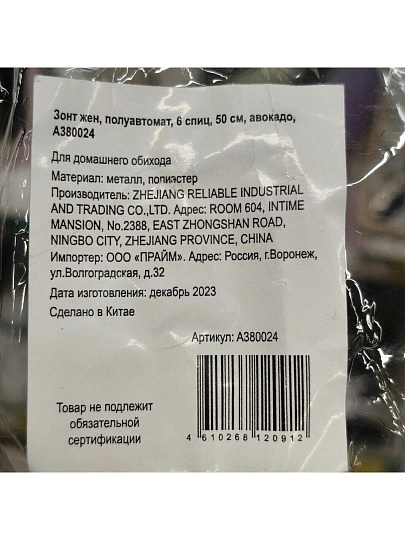 Зонт жен, полуавтомат, 6 спиц, 50 см, авокадо,
А380024
Для домашнего обихода
Материал: металл, полиэстер
Производитель: ZHEJIANG RELIABLE INDUSTRIAL
AND TRADING CO.,LTD. Адрес: ROOM 604, INTIME
MANSION, No.2388, EAST ZHONGSHAN ROAD,
NINGBO CITY, ZHEJIANG PROVINCE, CHINA
Импортер: ООО «ПРАЙМ». Адрес: Россия, г.Воронеж,
ул.Волгоградская, д.32
Дата изготовления: декабрь 2023
Сделано в Китае
Артикул: А380024
Товар не подлежит
обязательной
сертификации
4 610268 120912